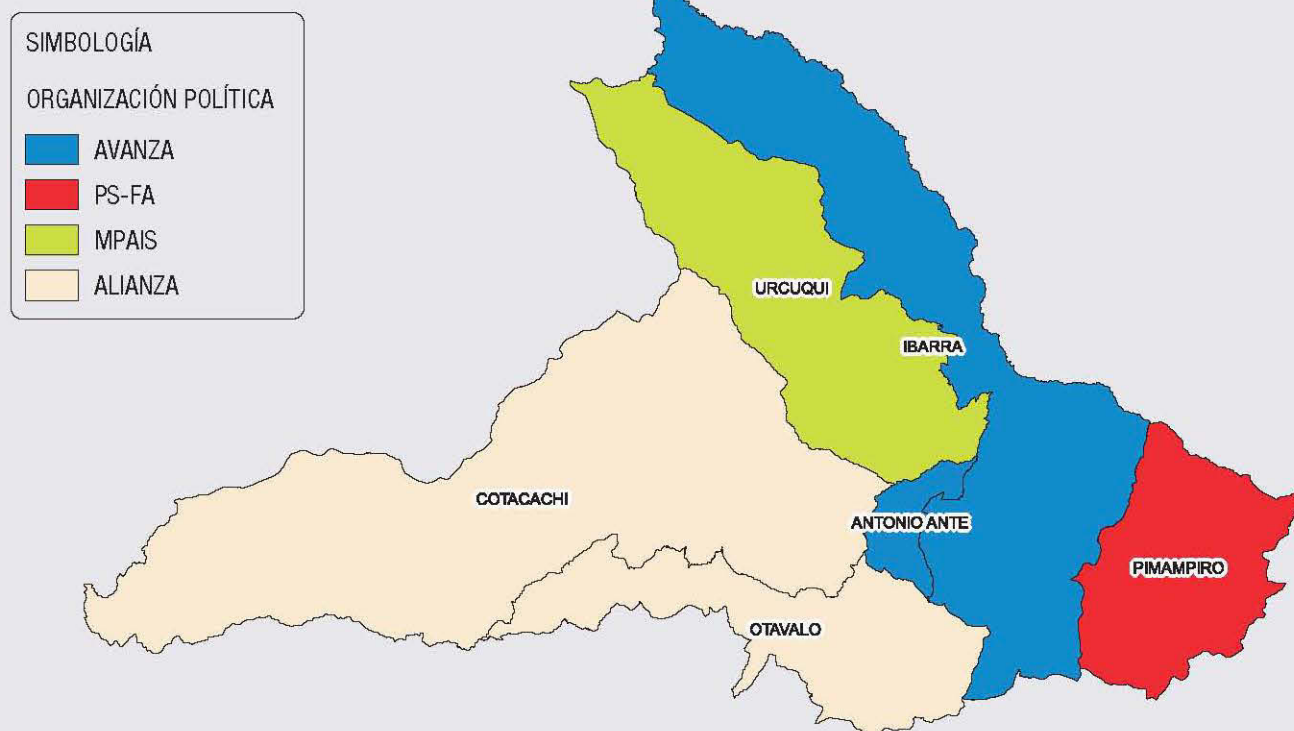 SIMBOLOGÍA
ORGANIZACIÓN POLÍTICA
AVANZA
PS-FA
MPAIS
ALIANZA
URCUQUI
IBARRA
COTACACHI
ANTONIO ANTE
PIMAMPIRO
OTAVALO